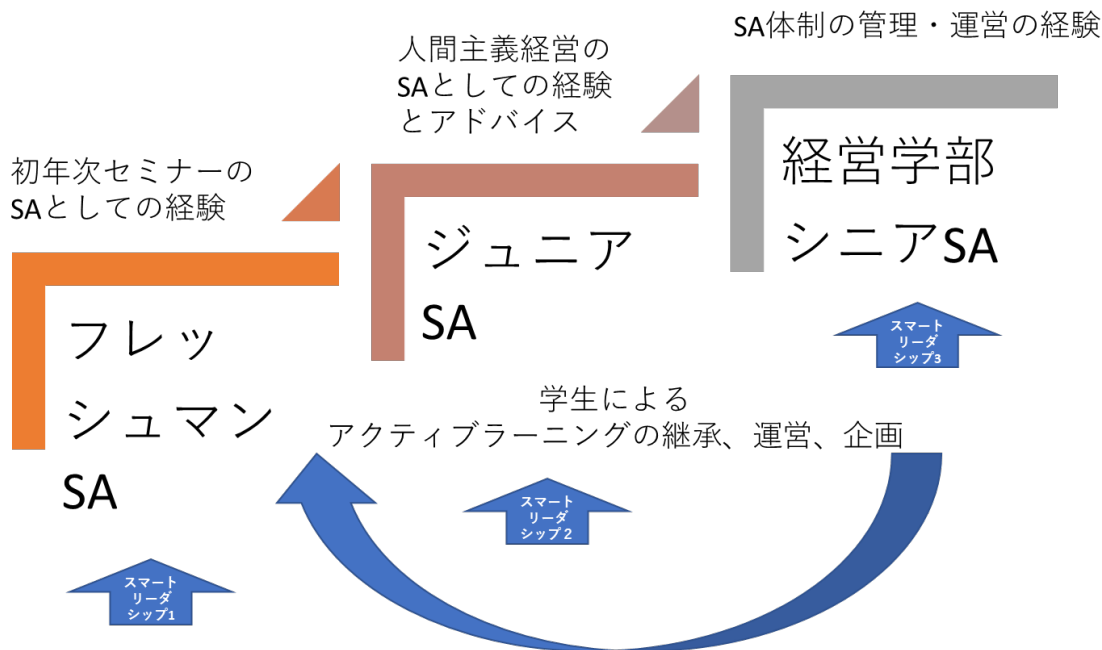 初年次セミナーの
SAとしての経験
フレッ
シュマン
SA
スマート
リーダ
シップ1
人間主義経営の
SAとしての経験
とアドバイス
ジュニア
SA
スマート
リーダ
シップ２
SA体制の管理・運営の経験
経営学部
シニアSA
スマート
リーダ
シップ3
学生による
アクティブラーニングの継承、運営、企画